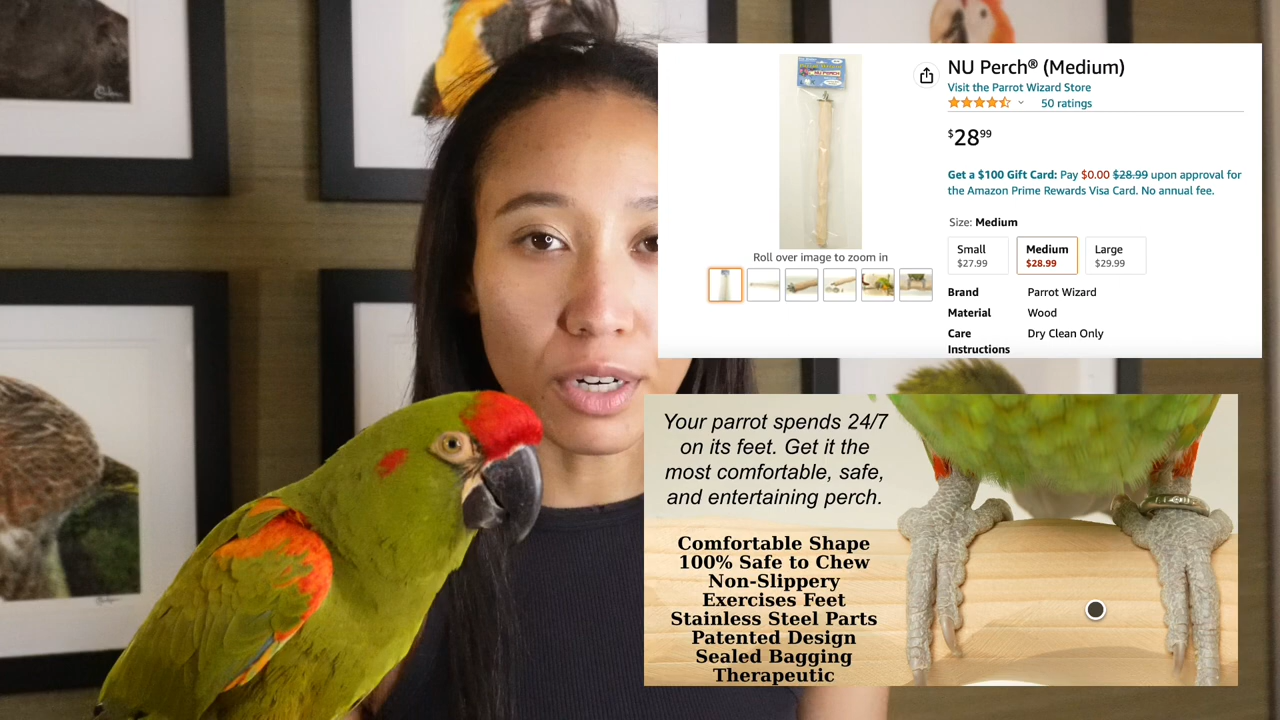 NU Perch® (Medium)
Visit the Parrot Wizard Store
50 ratings
$28.99
Get a $100 Gift Card: Pay $0.00 $28.99 upon approval for
the Amazon Prime Rewards Visa Card. No annual fee.
Roll over image to zoom in
Size: Medium
Small Medium Large
$27.99 $28.99 $29.99
Brand Parrot Wizard
Material Wood
Care Dry Clean Only
Instructions
NU PERCH
Your parrot spends 24/7
on its feet. Get it the
most comfortable, safe,
and entertaining perch.
Comfortable Shape
100% Safe to Chew
Non-Slippery
Exercises Feet
Stainless Steel Parts
Patented Design
Sealed Bagging
Therapeutic